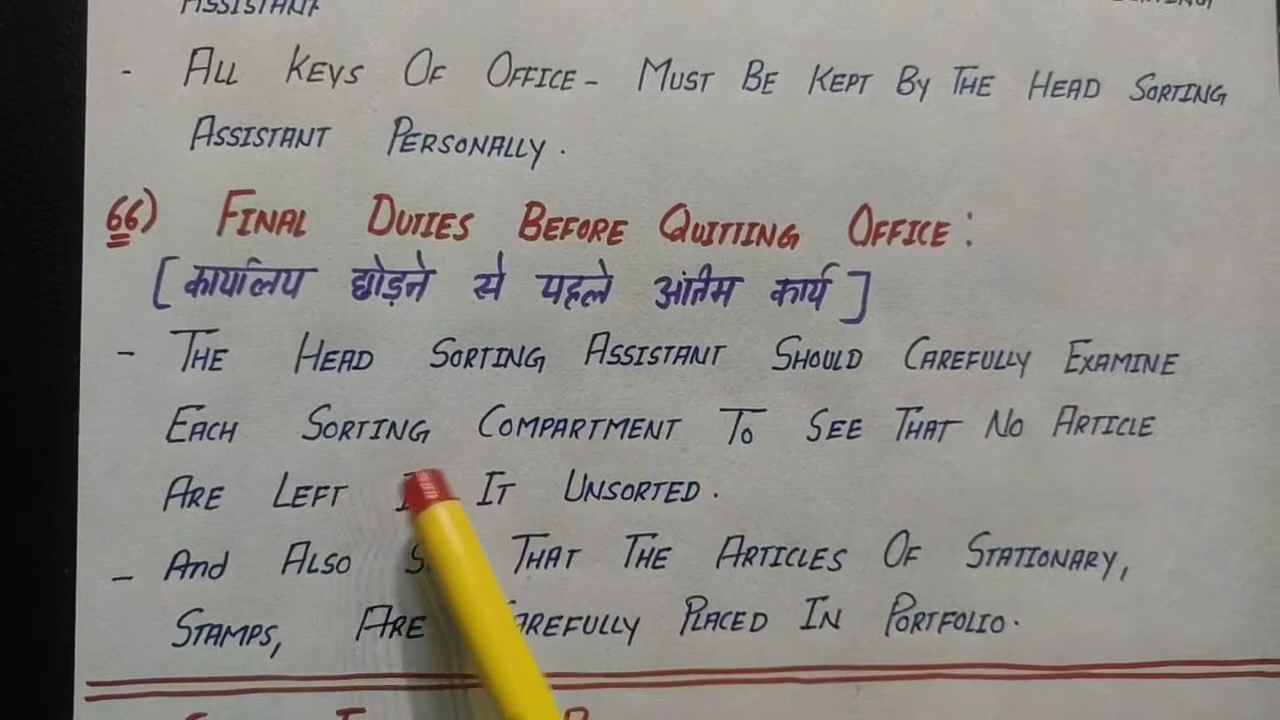 ASSISTANT
- ALL KEYS OF OFFICE - MUST BE KEPT BY THE HEAD SORTING
ASSISTANT PERSONALLY.
66) FINAL DUTIES BEFORE QUITTING OFFICE:
[कार्यालय छोड़ने से पहले अंतिम कार्य]
- THE HEAD SORTING ASSISTANT SHOULD CAREFULLY EXAMINE
EACH SORTING COMPARTMENT TO SEE THAT NO ARTICLE
ARE LEFT IT UNSORTED.
- And ALSO THAT THE ARTICLES OF STATIONARY,
STAMPS, ARE CAREFULLY PLACED IN PORTFOLIO.